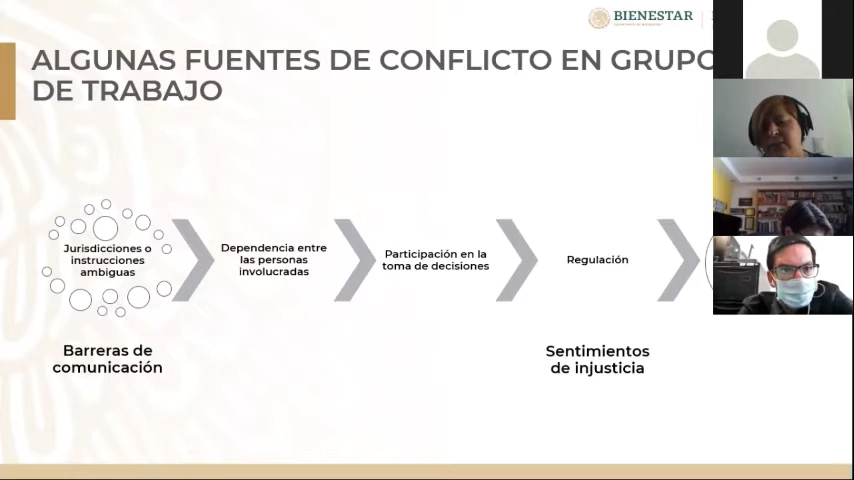 BIENESTAR
ALGUNAS FUENTES DE CONFLICTO EN GRUPO
DE TRABAJO
Jurisdicciones o
instrucciones
ambiguas
Dependencia entre
las personas
involucradas
Participación en la
toma de decisiones
Regulación
Barreras de
comunicación
Sentimientos
de injusticia